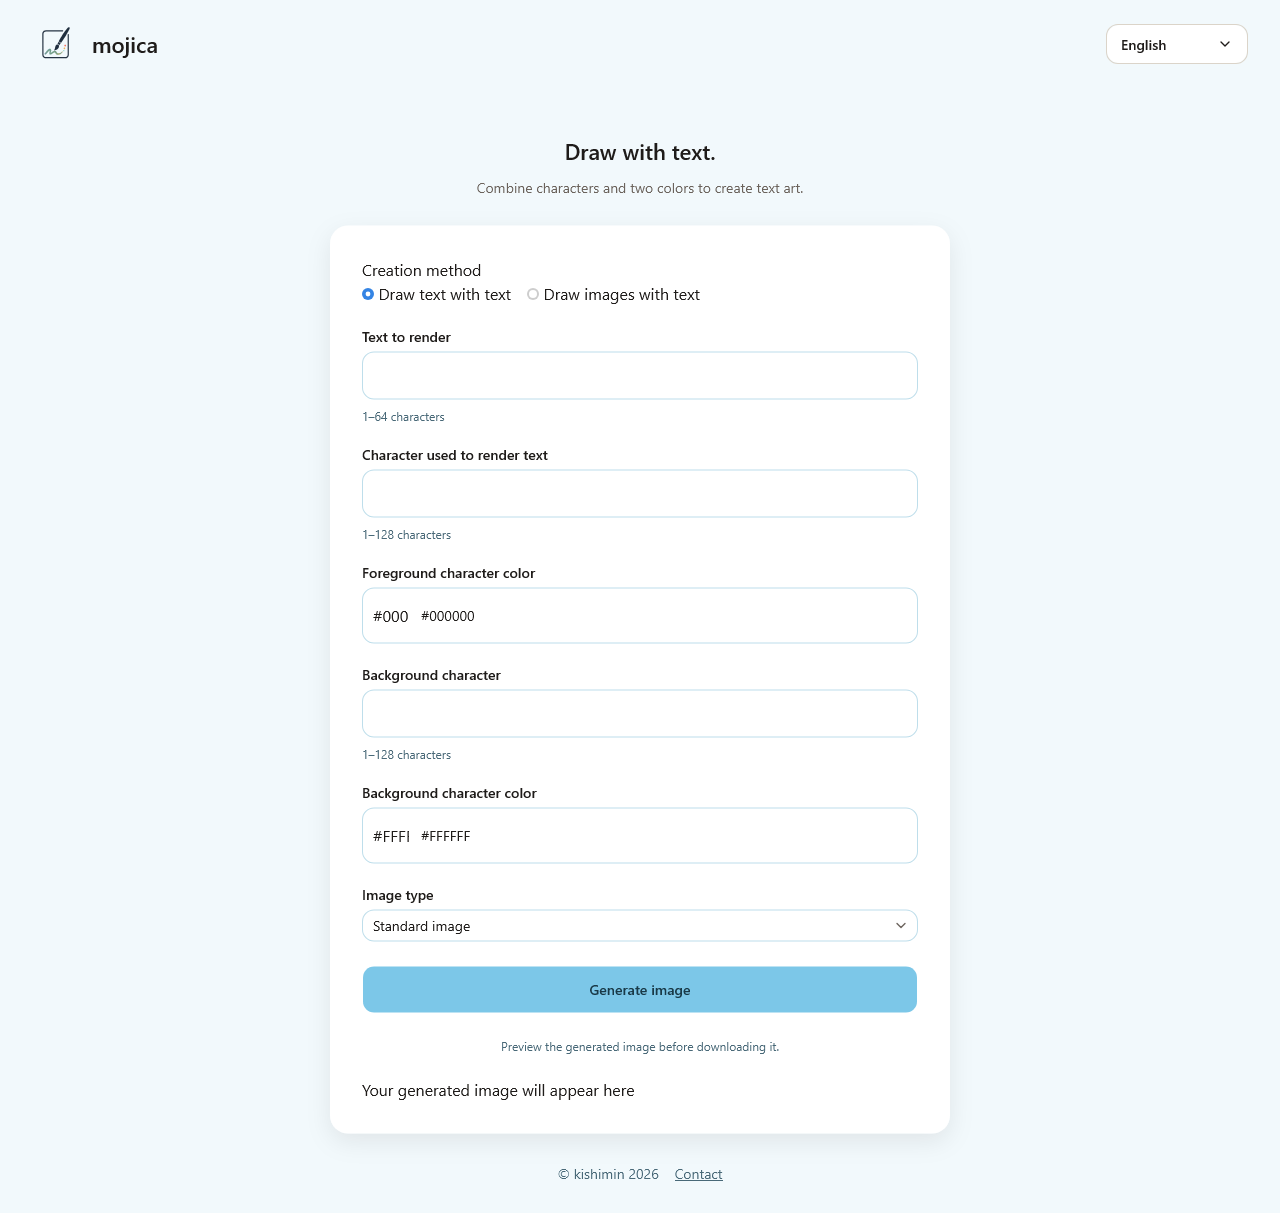 mojica
English
Draw with text.
Combine characters and two colors to create text art.
Creation method
Draw text with text
Draw images with text
Text to render
1–64 characters
Character used to render text
1–128 characters
Foreground character color
#000 #000000
Background character
1–128 characters
Background character color
#FFF #FFFFFF
Image type
Standard image
Generate image
Preview the generated image before downloading it.
Your generated image will appear here
© kishimin 2026 Contact